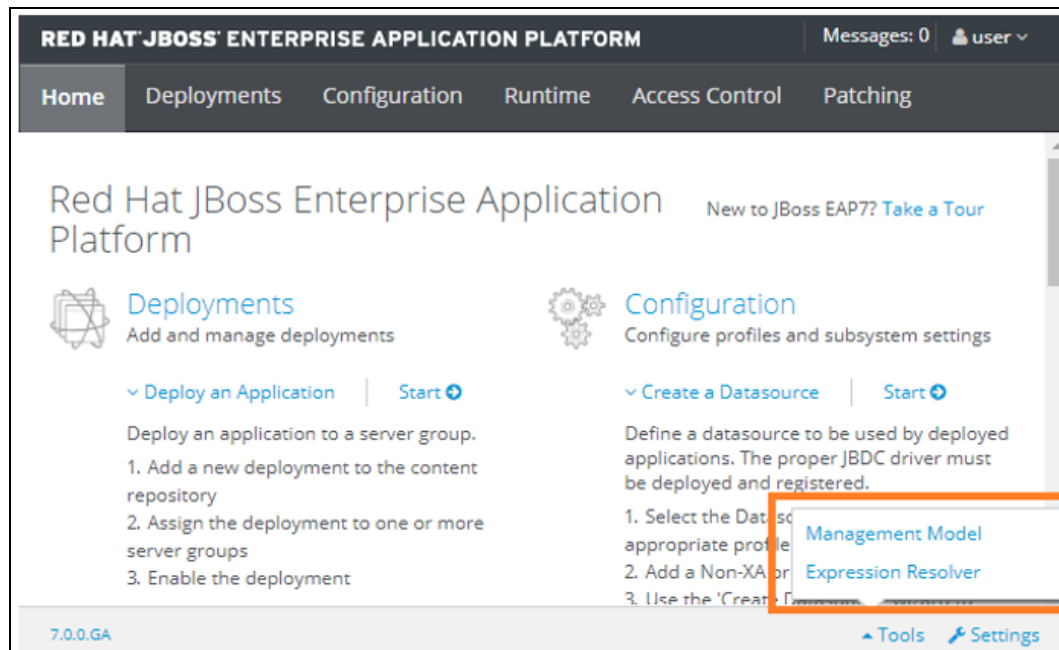 RED HAT JBOSS ENTERPRISE APPLICATION PLATFORM
Messages: 0
user
Home
Deployments
Configuration
Runtime
Access Control
Patching
Red Hat JBoss Enterprise Application
Platform
New to JBoss EAP7? Take a Tour
Deployments
Add and manage deployments
Deploy an Application
Start
Deploy an application to a server group.
1. Add a new deployment to the content
repository
2. Assign the deployment to one or more
server groups
3. Enable the deployment
Configuration
Configure profiles and subsystem settings
Create a Datasource
Start
Define a datasource to be used by deployed
applications. The proper JBDC driver must
be deployed and registered.
1. Select the
appropriate
2. Add a Non-XA or
3. Use the 'Create
Management Model
Expression Resolver
7.0.0.GA
Tools
Settings